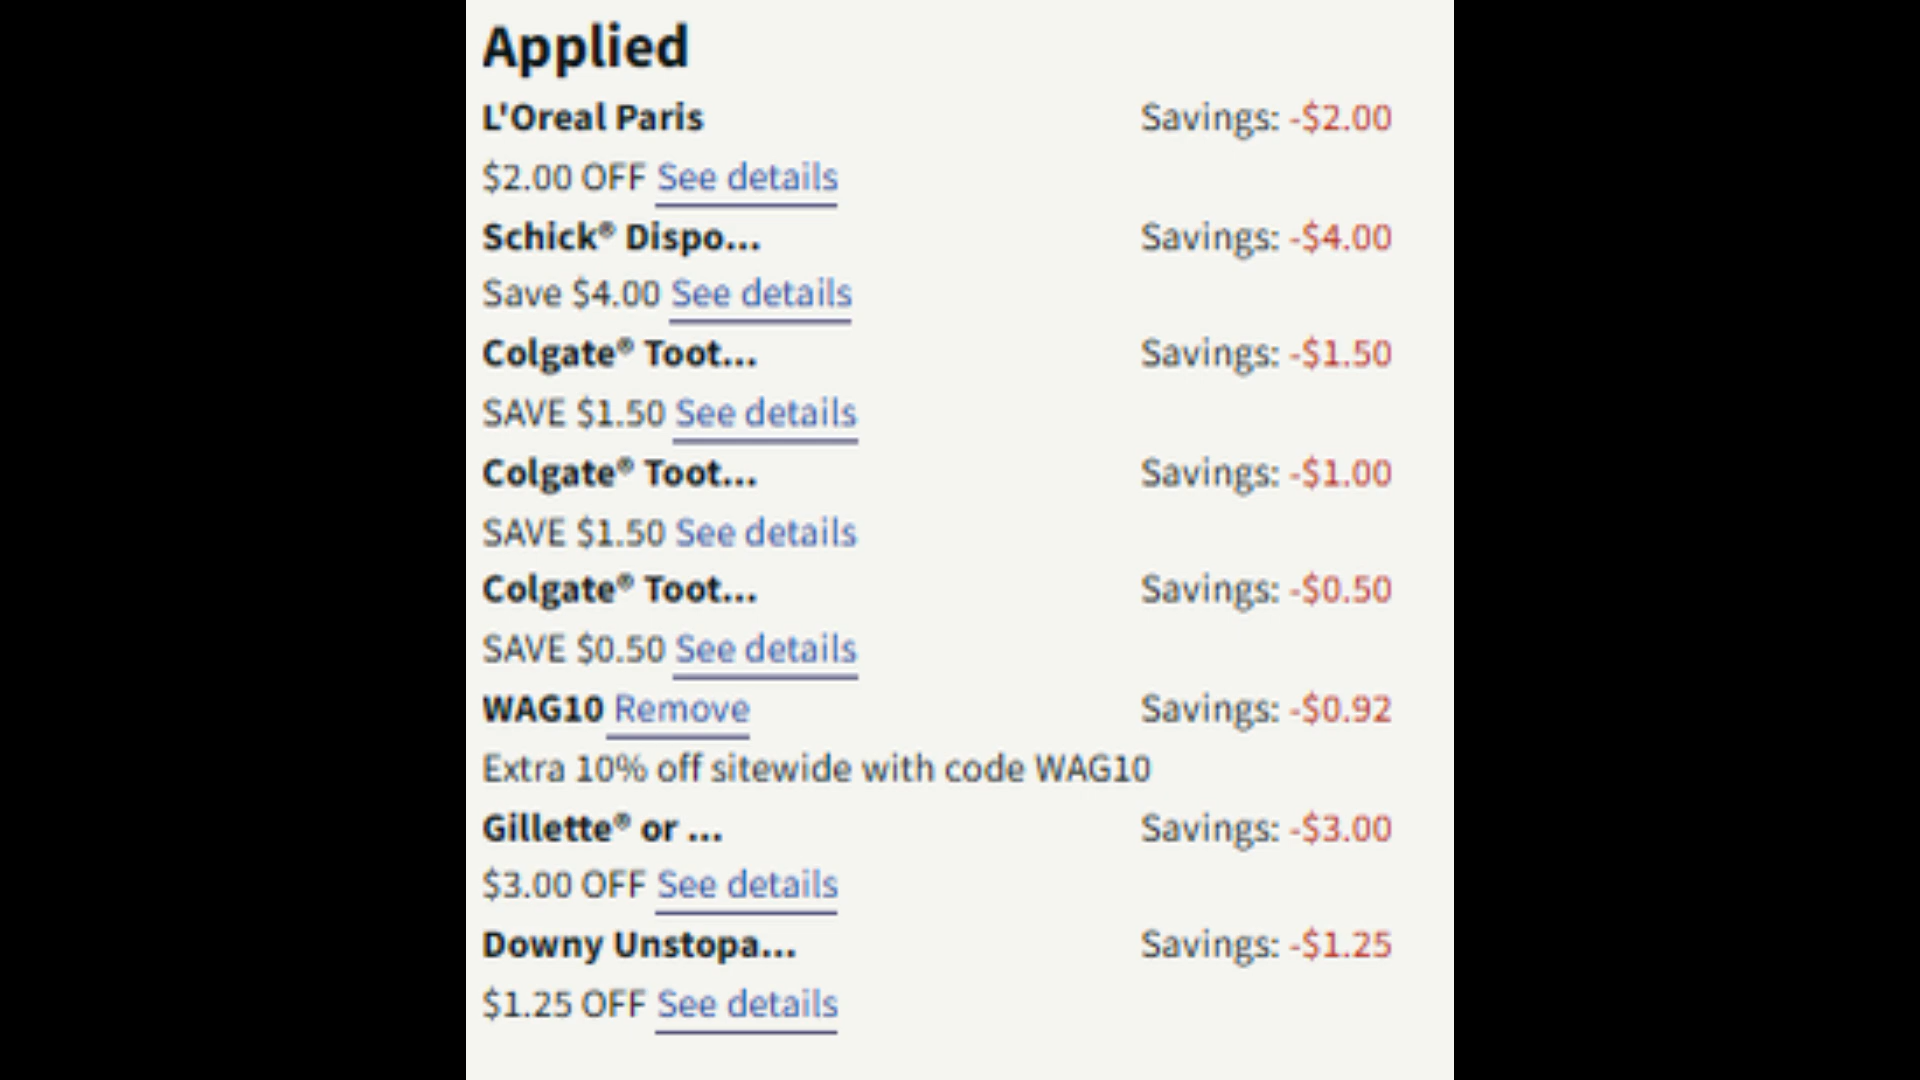 Applied
L'Oreal Paris Savings: -$2.00
$2.00 OFF See details
Schick® Dispo... Savings: -$4.00
Save $4.00 See details
Colgate® Toot... Savings: -$1.50
SAVE $1.50 See details
Colgate® Toot... Savings: -$1.00
SAVE $1.50 See details
Colgate® Toot... Savings: -$0.50
SAVE $0.50 See details
WAG10 Remove Savings: -$0.92
Extra 10% off sitewide with code WAG10
Gillette® or ... Savings: -$3.00
$3.00 OFF See details
Downy Unstopa... Savings: -$1.25
$1.25 OFF See details